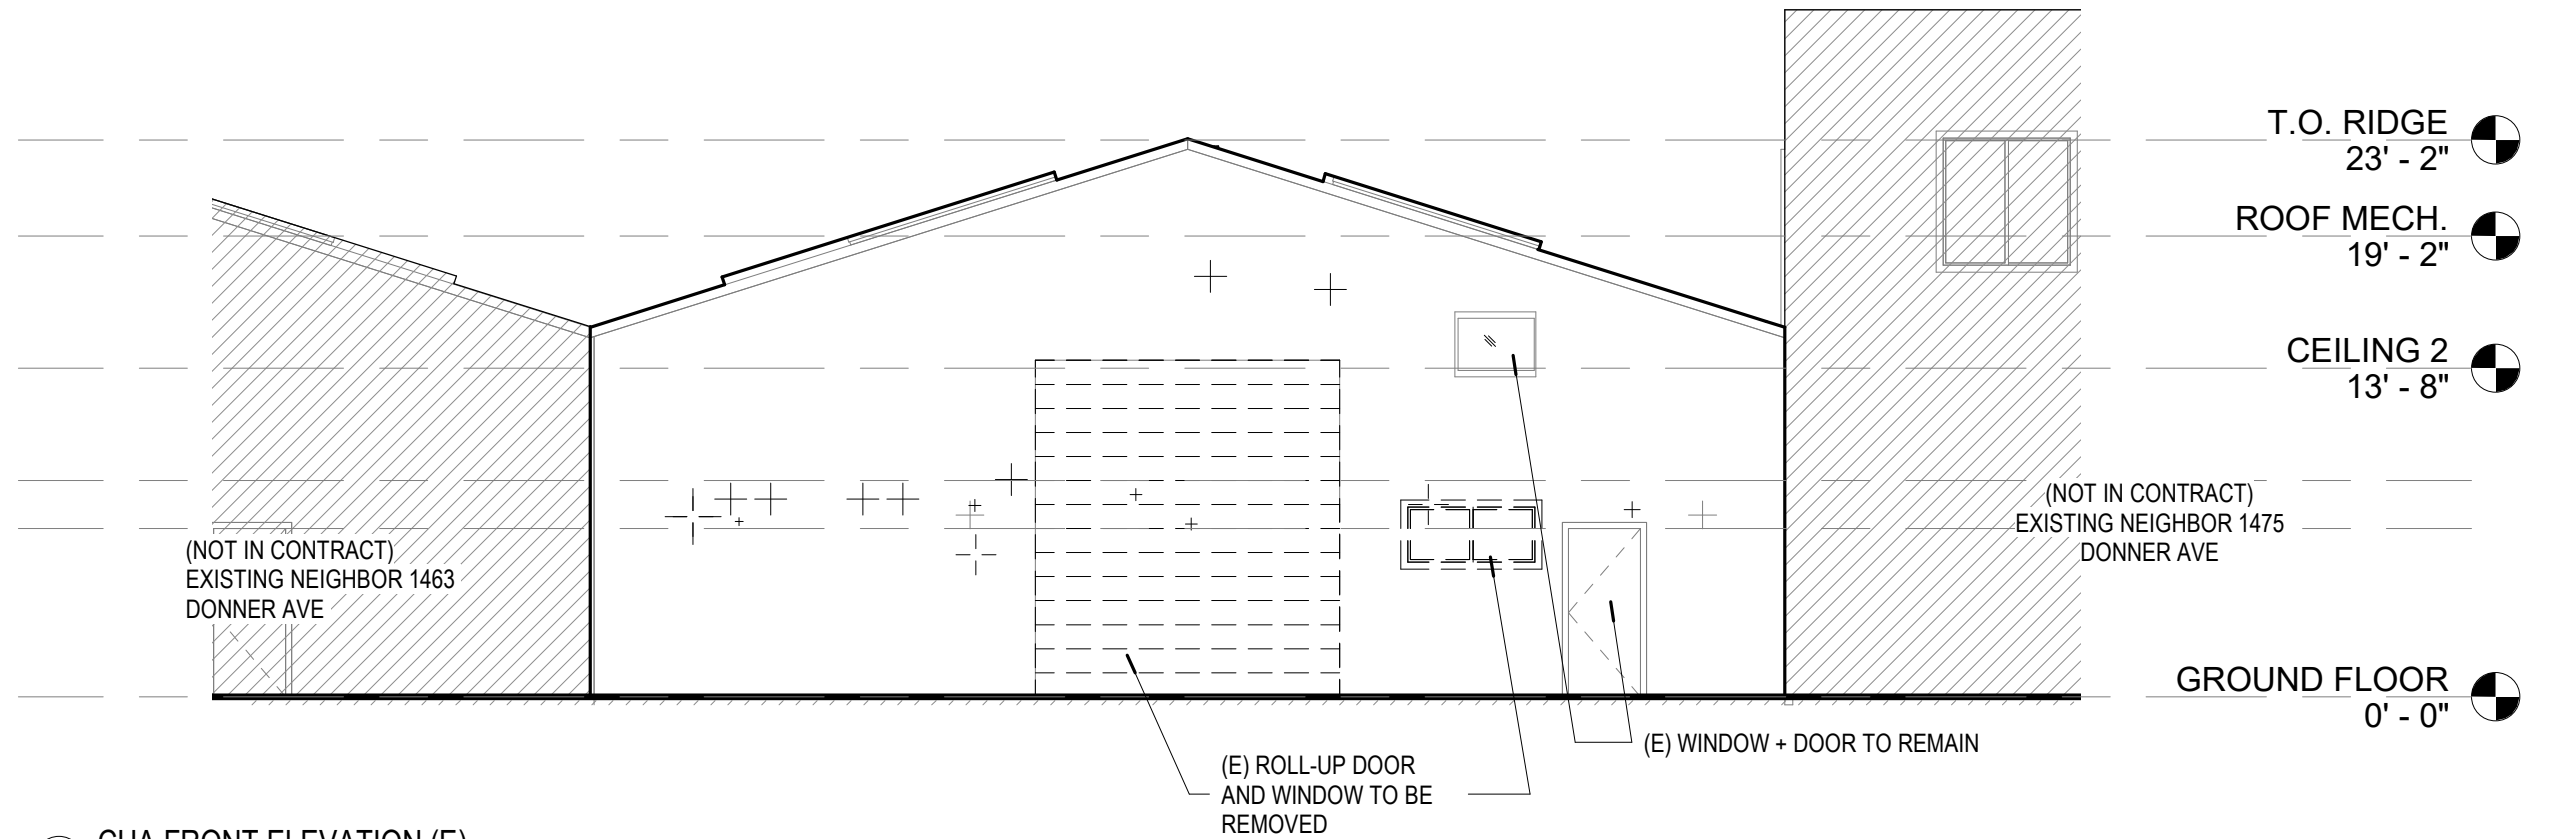 T.O. RIDGE
23' - 2"
ROOF MECH.
19' - 2"
CEILING 2
13' - 8"
(NOT IN CONTRACT)
EXISTING NEIGHBOR 1475
DONNER AVE
(NOT IN CONTRACT)
EXISTING NEIGHBOR 1463
DONNER AVE
GROUND FLOOR
0' - 0"
(E) WINDOW + DOOR TO REMAIN
(E) ROLL-UP DOOR
AND WINDOW TO BE
REMOVED
FRONT ELEVATION (E)